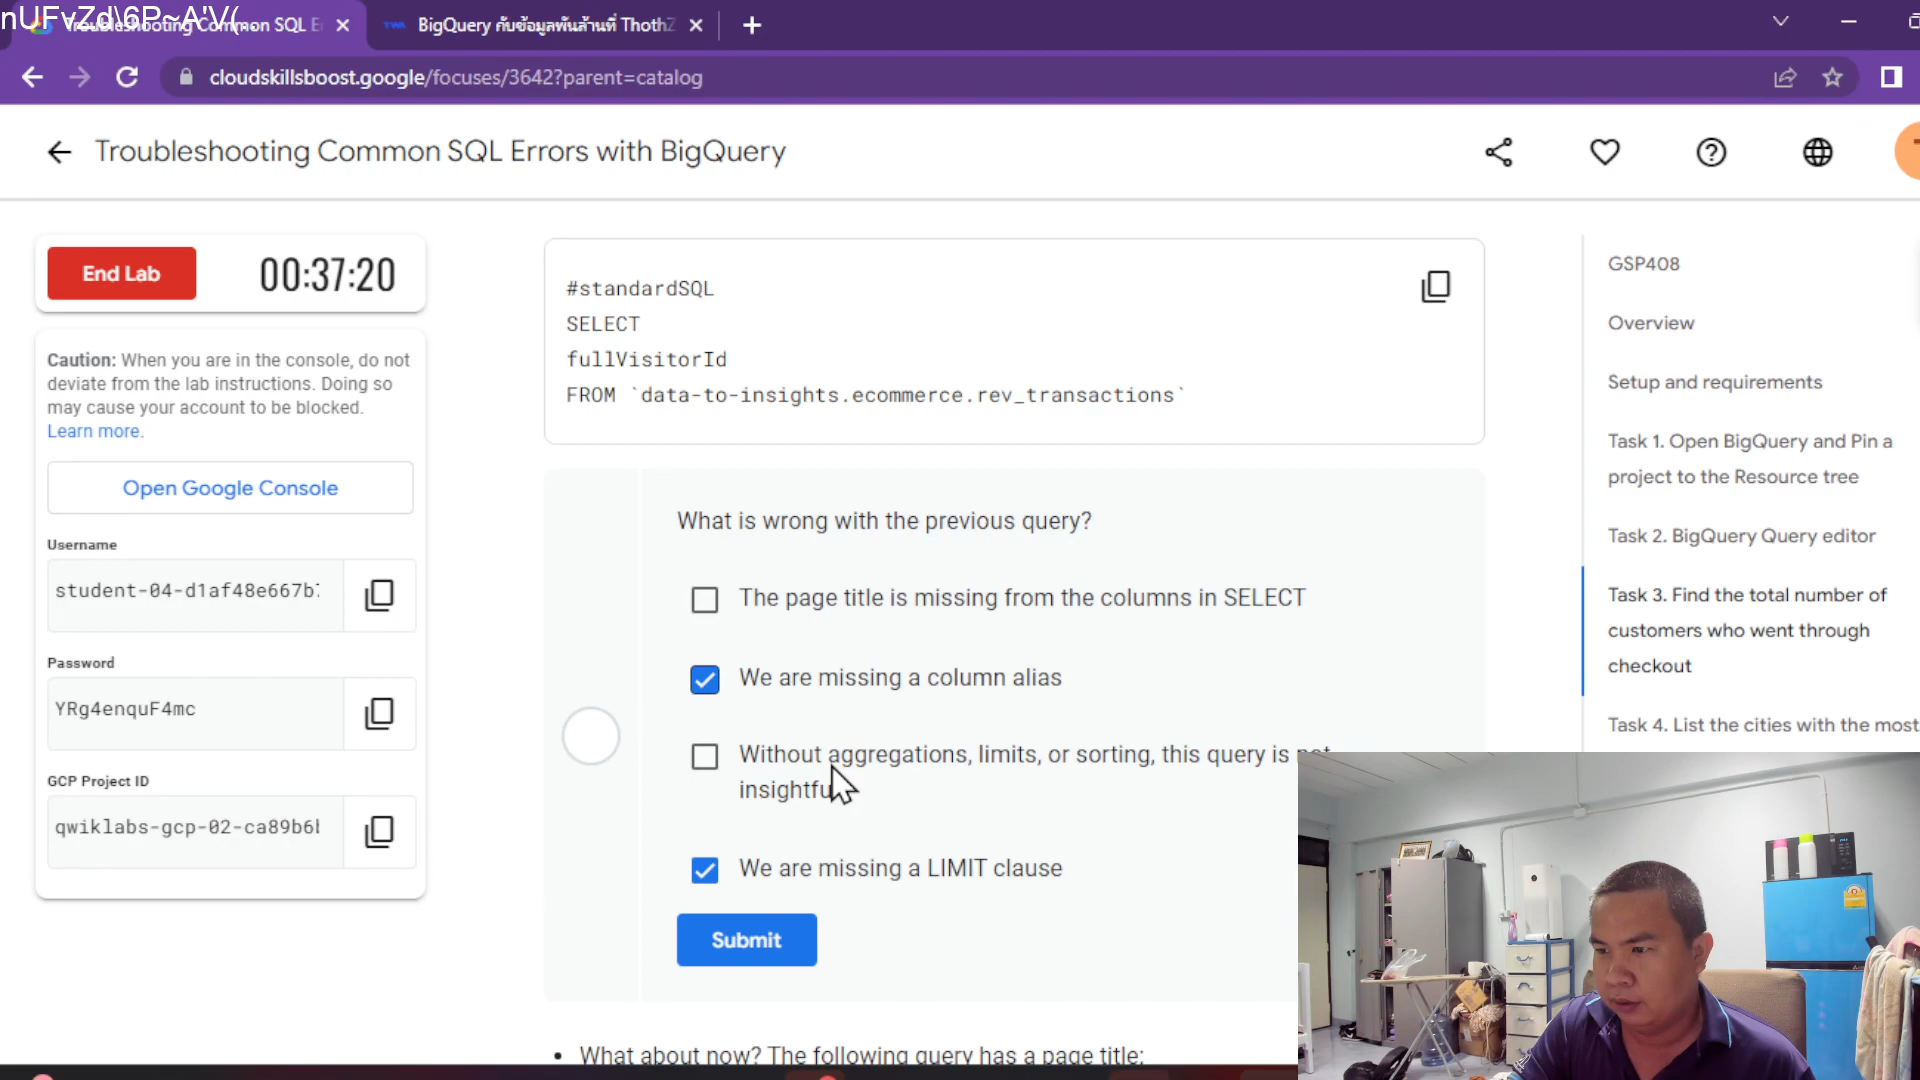 nUFvZd\6P~A'V(..
Troubleshooting Common SQL E
BigQuery กับข้อมูลพันล้านที่ ThothZ
cloudskillsboost.google/focuses/3642?parent=catalog
Troubleshooting Common SQL Errors with BigQuery
End Lab
00:37:20
Caution: When you are in the console, do not
deviate from the lab instructions. Doing so
may cause your account to be blocked.
Learn more.
Open Google Console
Username
student-04-d1af48e667b7
Password
YRg4enquF4mc
GCP Project ID
qwiklabs-gcp-02-ca89b6b
#standardSQL
SELECT
fullVisitorId
FROM `data-to-insights.ecommerce.rev_transactions`
What is wrong with the previous query?
The page title is missing from the columns in SELECT
We are missing a column alias
Without aggregations, limits, or sorting, this query is not
insightful
We are missing a LIMIT clause
Submit
What about now? The following query has a page title:
GSP408
Overview
Setup and requirements
Task 1. Open BigQuery and Pin a
project to the Resource tree
Task 2. BigQuery Query editor
Task 3. Find the total number of
customers who went through
checkout
Task 4. List the cities with the most